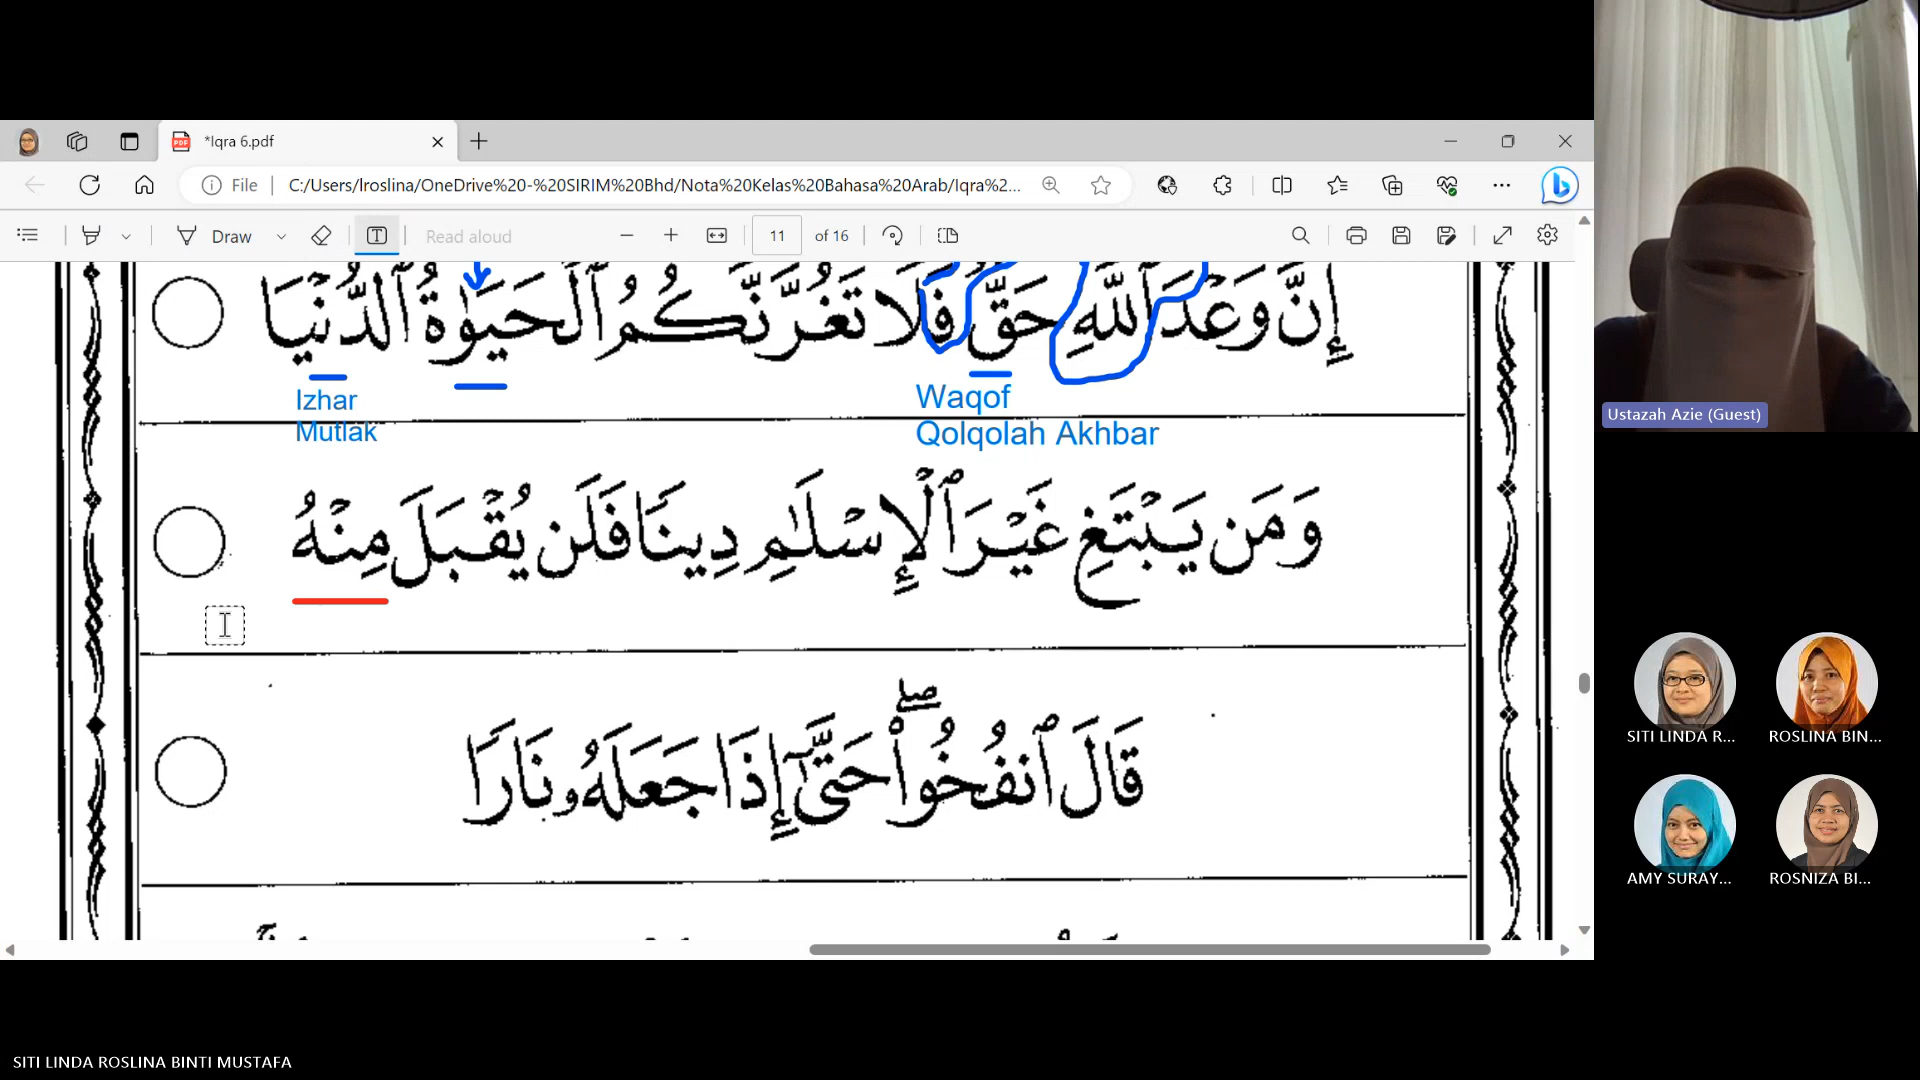 *Iqra 6.pdf
File
C:/Users/lroslina/OneDrive%20-%20SIRIM%20Bhd/Nota%20Kelas%20Bahasa%20Arab/Iqra%2...
Draw
Read aloud
11 of 16
إِنَّ وَعْدَ ٱللَّهِ حَقٌّ فَلَا تَغُرَّنَّكُمُ ٱلْحَيَوٰةُ ٱلدُّنْيَا
Izhar
Mutlak
Waqof
Qolqolah Akhbar
وَمَن يَبْتَغِ غَيْرَ ٱلْإِسْلَٰمِ دِينًا فَلَن يُقْبَلَ مِنْهُ
قَالَ ٱنفُخُوا۟ ۖ حَتَّىٰٓ إِذَا جَعَلَهُۥ نَارًا
Ustazah Azie (Guest)
SITI LINDA R...
ROSLINA BIN...
AMY SURAY...
ROSNIZA BI...
SITI LINDA ROSLINA BINTI MUSTAFA